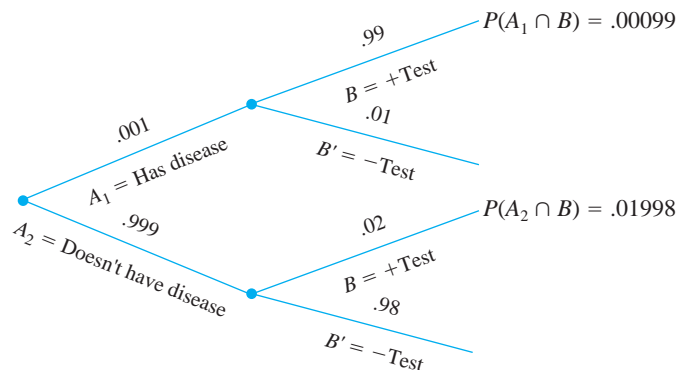 .99
P(A₁ ∩ B) = .00099
B = +Test
.001
.01
A₁ = Has disease
B′ = −Test
.999
.02
P(A₂ ∩ B) = .01998
A₂ = Doesn't have disease
B = +Test
.98
B′ = −Test